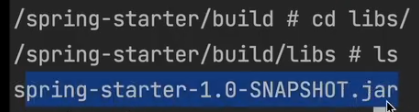 /spring-starter/build # cd libs/
/spring-starter/build/libs # ls
spring-starter-1.0-SNAPSHOT.jar